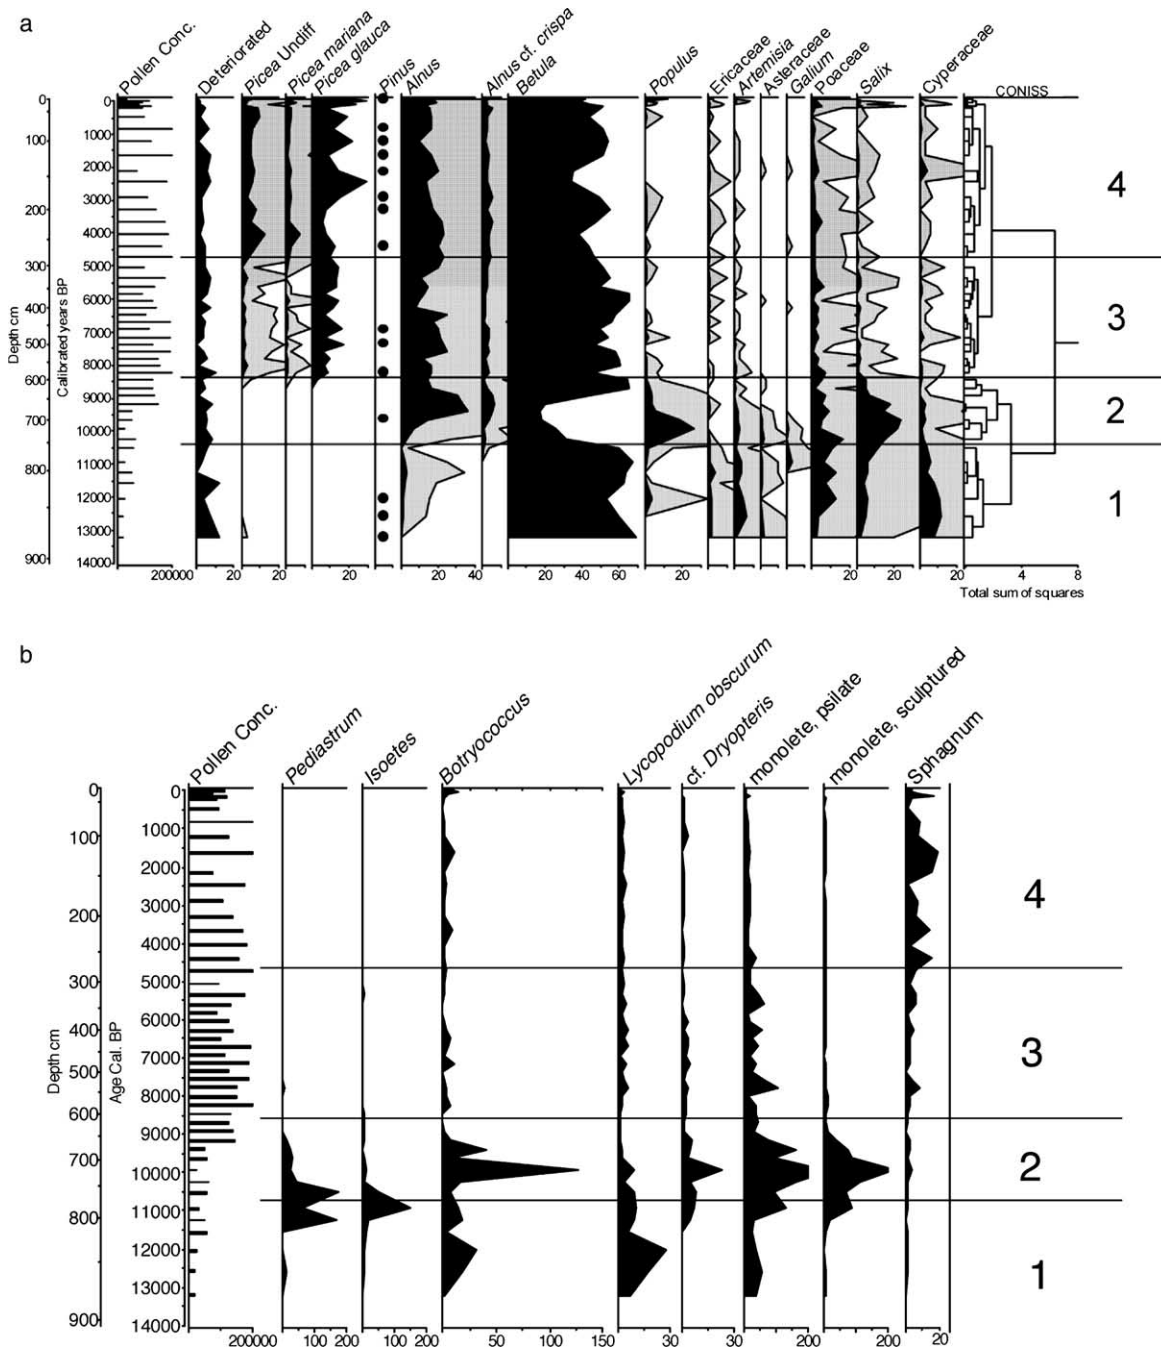 a
Pollen Conc.
Deteriorated
Picea Undiff
Picea mariana
Picea glauca
Pinus
Alnus
Alnus cf. crispa
Betula
Populus
Ericaceae
Artemisia
Asteraceae
Galium
Poaceae
Salix
Cyperaceae
CONISS
Depth cm
0
100
200
300
400
500
600
700
800
900
Calibrated years BP
0
1000
2000
3000
4000
5000
6000
7000
8000
9000
10000
11000
12000
13000
14000
4
3
2
1
200000
20
20
20
20
20
40
20
40
60
20
20
20
20
4
8
Total sum of squares
b
Pollen Conc.
Pediastrum
Isoetes
Botryococcus
Lycopodium obscurum
cf. Dryopteris
monolete, psilate
monolete, sculptured
Sphagnum
Depth cm
0
100
200
300
400
500
600
700
800
900
Age Cal. BP
0
1000
2000
3000
4000
5000
6000
7000
8000
9000
10000
11000
12000
13000
14000
4
3
2
1
200000
100 200
100 200
50
100
150
30
30
200
200
20